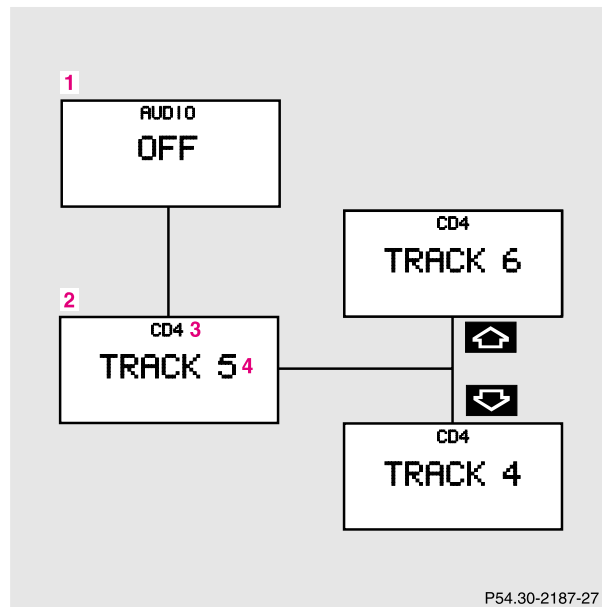 1
AUDIO
OFF
2
CD4 3
TRACK 5 4
CD4
TRACK 6
CD4
TRACK 4
P54.30-2187-27